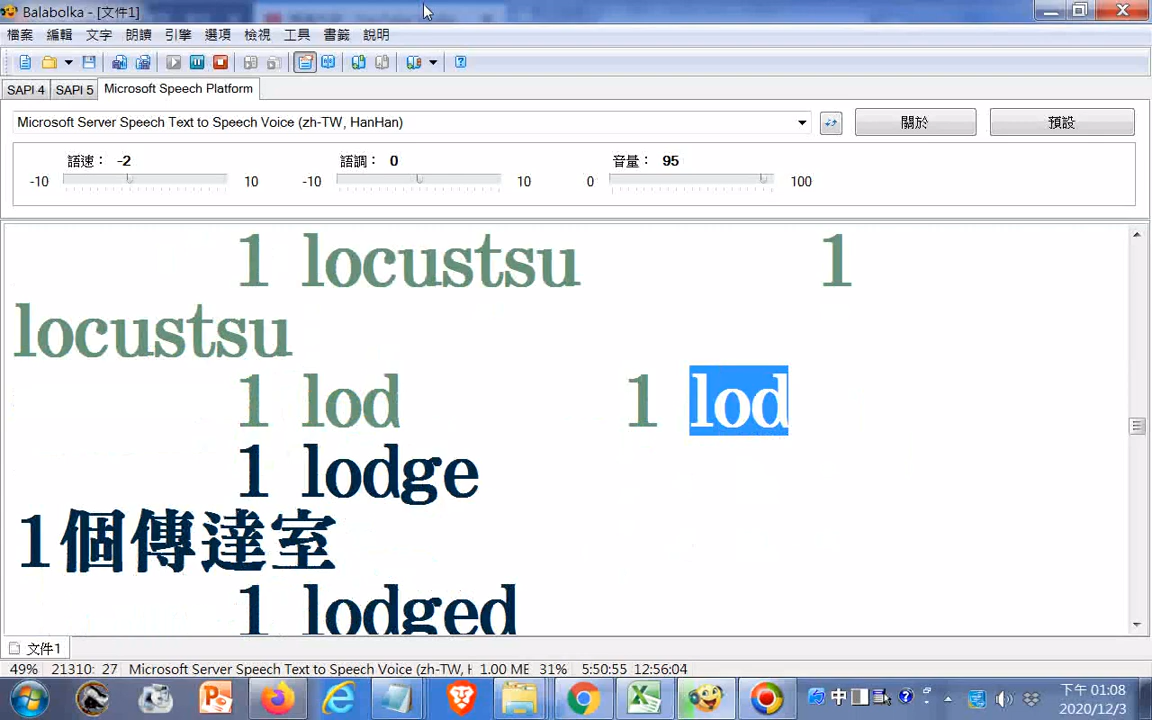 Balabolka - [文件1]
檔案 編輯 文字 朗讀 引擎 選項 檢視 工具 書籤 說明
SAPI 4 SAPI 5 Microsoft Speech Platform
Microsoft Server Speech Text to Speech Voice (zh-TW, HanHan) 關於 預設
語速： -2 語調： 0 音量： 95
-10 10 -10 10 0 100
1 locustsu 1
locustsu
1 lod 1 lod
1 lodge
1個傳達室
1 lodged
文件1
49% 21310: 27 Microsoft Server Speech Text to Speech Voice (zh-TW, H 1.00 ME 31% 5:50:55 12:56:04
中 下午 01:08
2020/12/3